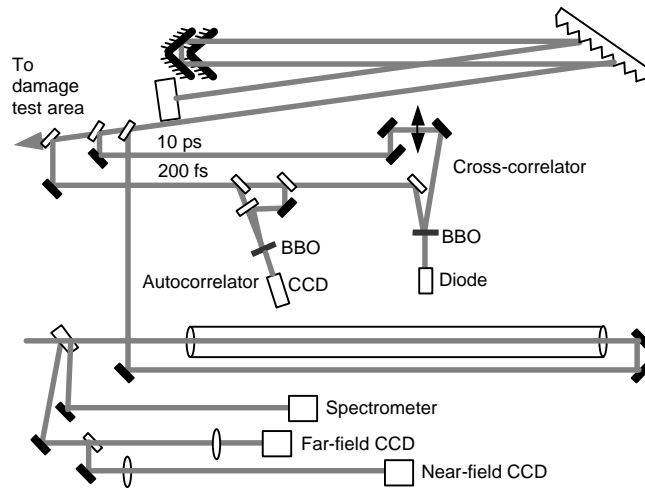 To
damage
test area
10 ps
200 fs
Cross-correlator
BBO
BBO
Autocorrelator
CCD
Diode
Spectrometer
Far-field CCD
Near-field CCD